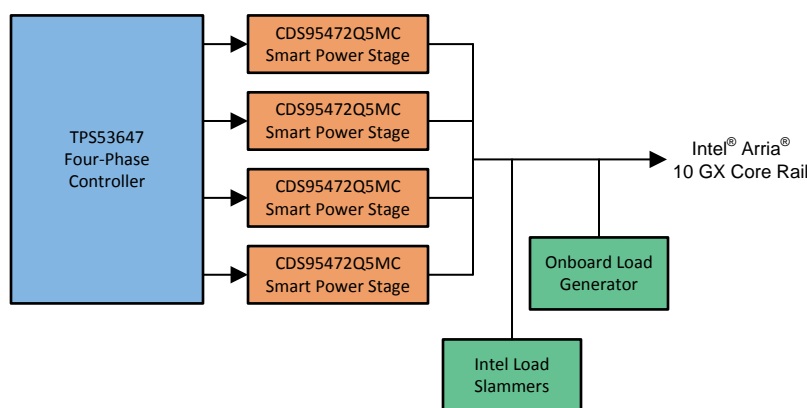 TPS53647
Four-Phase
Controller
CDS95472Q5MC
Smart Power Stage
CDS95472Q5MC
Smart Power Stage
CDS95472Q5MC
Smart Power Stage
CDS95472Q5MC
Smart Power Stage
Intel® Arria®
10 GX Core Rail
Onboard Load
Generator
Intel Load
Slammers